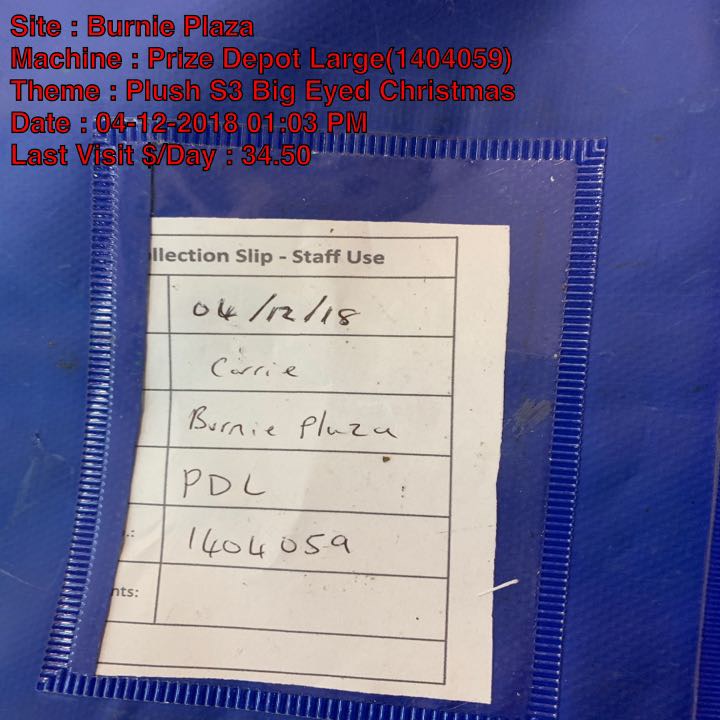 Site : Burnie Plaza
Machine : Prize Depot Large(1404059)
Theme : Plush S3 Big Eyed Christmas
Date : 04-12-2018 01:03 PM
Last Visit $/Day : 34.50
llection Slip - Staff Use
04/12/18
Carrie
Burnie Plaza
PDL
.: 1404059
nts: